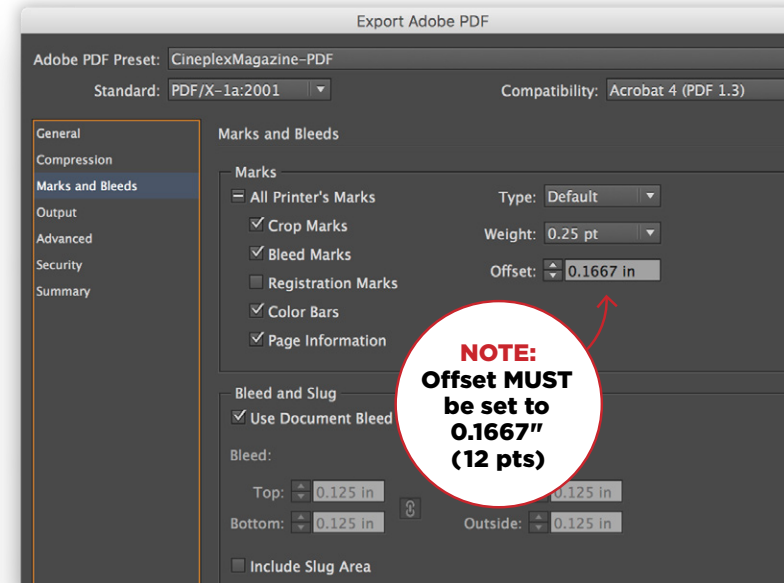 Export Adobe PDF
Adobe PDF Preset: CineplexMagazine-PDF
Standard: PDF/X-1a:2001
Compatibility: Acrobat 4 (PDF 1.3)
General
Compression
Marks and Bleeds
Output
Advanced
Security
Summary
Marks and Bleeds
Marks
All Printer's Marks
Crop Marks
Bleed Marks
Registration Marks
Color Bars
Page Information
Type: Default
Weight: 0.25 pt
Offset: 0.1667 in
NOTE:
Offset MUST
be set to
0.1667"
(12 pts)
Bleed and Slug
Use Document Bleed
Bleed:
Top: 0.125 in
Bottom: 0.125 in
0.125 in
Outside: 0.125 in
Include Slug Area